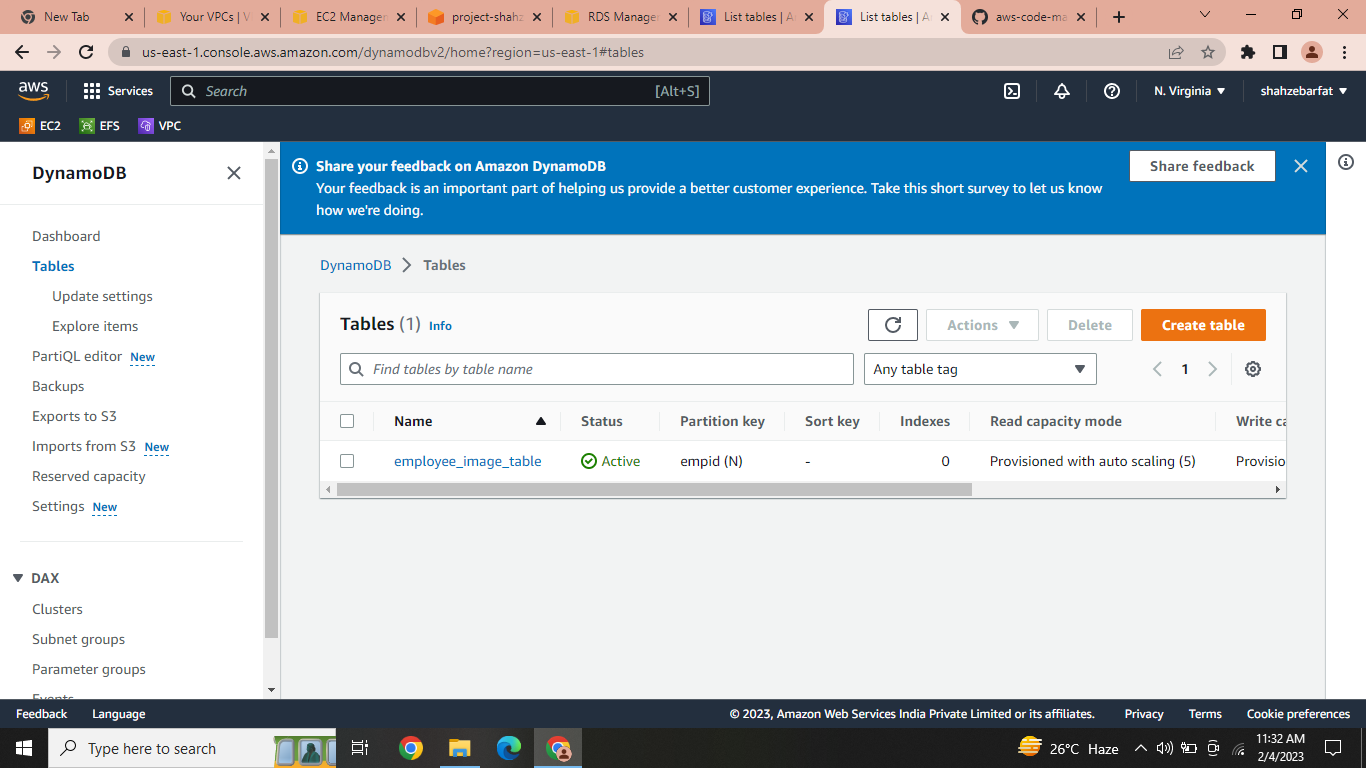 New Tab
Your VPCs | V
EC2 Manager
project-shahz
RDS Manager
List tables | A
List tables | A
aws-code-ma
us-east-1.console.aws.amazon.com/dynamodbv2/home?region=us-east-1#tables
aws
Services
Search
[Alt+S]
N. Virginia
shahzebarfat
EC2
EFS
VPC
DynamoDB
Dashboard
Tables
Update settings
Explore items
PartiQL editor New
Backups
Exports to S3
Imports from S3 New
Reserved capacity
Settings New
DAX
Clusters
Subnet groups
Parameter groups
Events
Share your feedback on Amazon DynamoDB
Your feedback is an important part of helping us provide a better customer experience. Take this short survey to let us know
how we're doing.
Share feedback
DynamoDB Tables
Tables (1) Info
Actions
Delete
Create table
Find tables by table name
Any table tag
1
Name Status Partition key Sort key Indexes Read capacity mode Write ca
employee_image_table Active empid (N) - 0 Provisioned with auto scaling (5) Provisio
Feedback Language
© 2023, Amazon Web Services India Private Limited or its affiliates. Privacy Terms Cookie preferences
Type here to search
26°C Haze
11:32 AM
2/4/2023